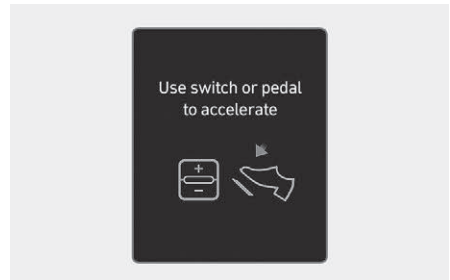 Use switch or pedal
to accelerate
+
−